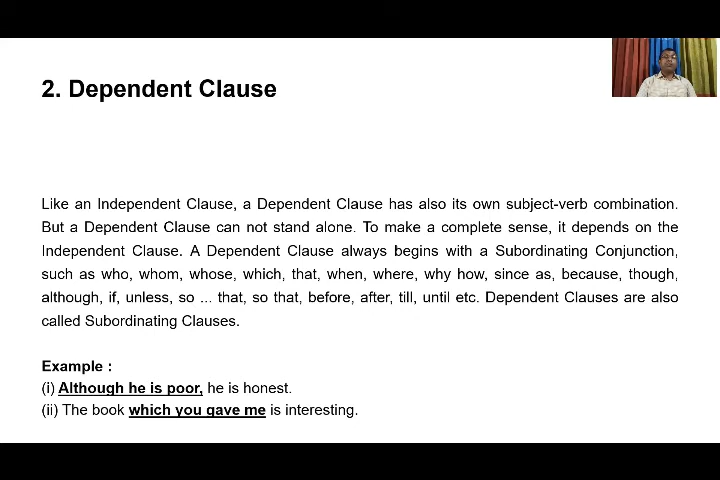 2. Dependent Clause
Like an Independent Clause, a Dependent Clause has also its own subject-verb combination.
But a Dependent Clause can not stand alone. To make a complete sense, it depends on the
Independent Clause. A Dependent Clause always begins with a Subordinating Conjunction,
such as who, whom, whose, which, that, when, where, why how, since as, because, though,
although, if, unless, so ... that, so that, before, after, till, until etc. Dependent Clauses are also
called Subordinating Clauses.
Example :
(i) Although he is poor, he is honest.
(ii) The book which you gave me is interesting.